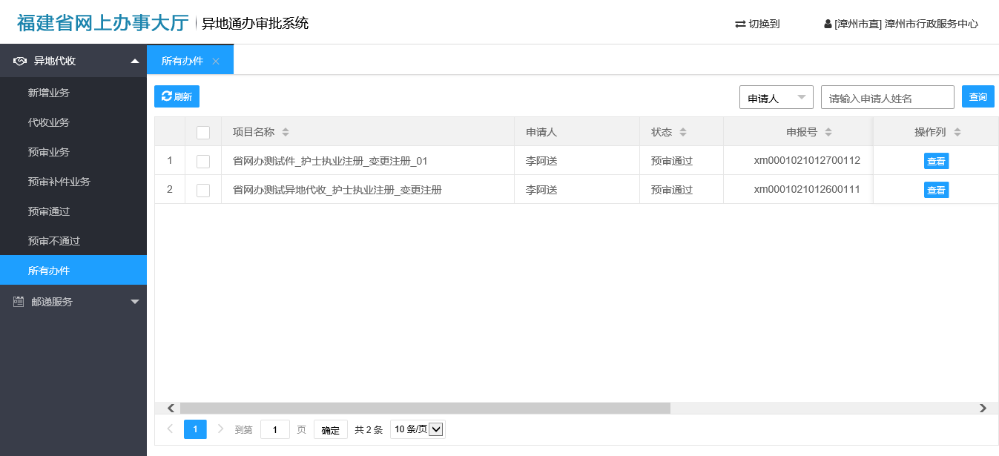 福建省网上办事大厅 异地通办审批系统 切换到 [漳州市直] 漳州市行政服务中心
异地代收 所有办件
新增业务
代收业务
预审业务
预审补件业务
预审通过
预审不通过
所有办件
邮递服务
刷新 申请人 请输入申请人姓名 查询
项目名称 申请人 状态 申报号 操作列
1 省网办测试件_护士执业注册_变更注册_01 李阿送 预审通过 xm0001021012700112 查看
2 省网办测试异地代收_护士执业注册_变更注册 李阿送 预审通过 xm0001021012600111 查看
1 到第 1 页 确定 共 2 条 10 条/页